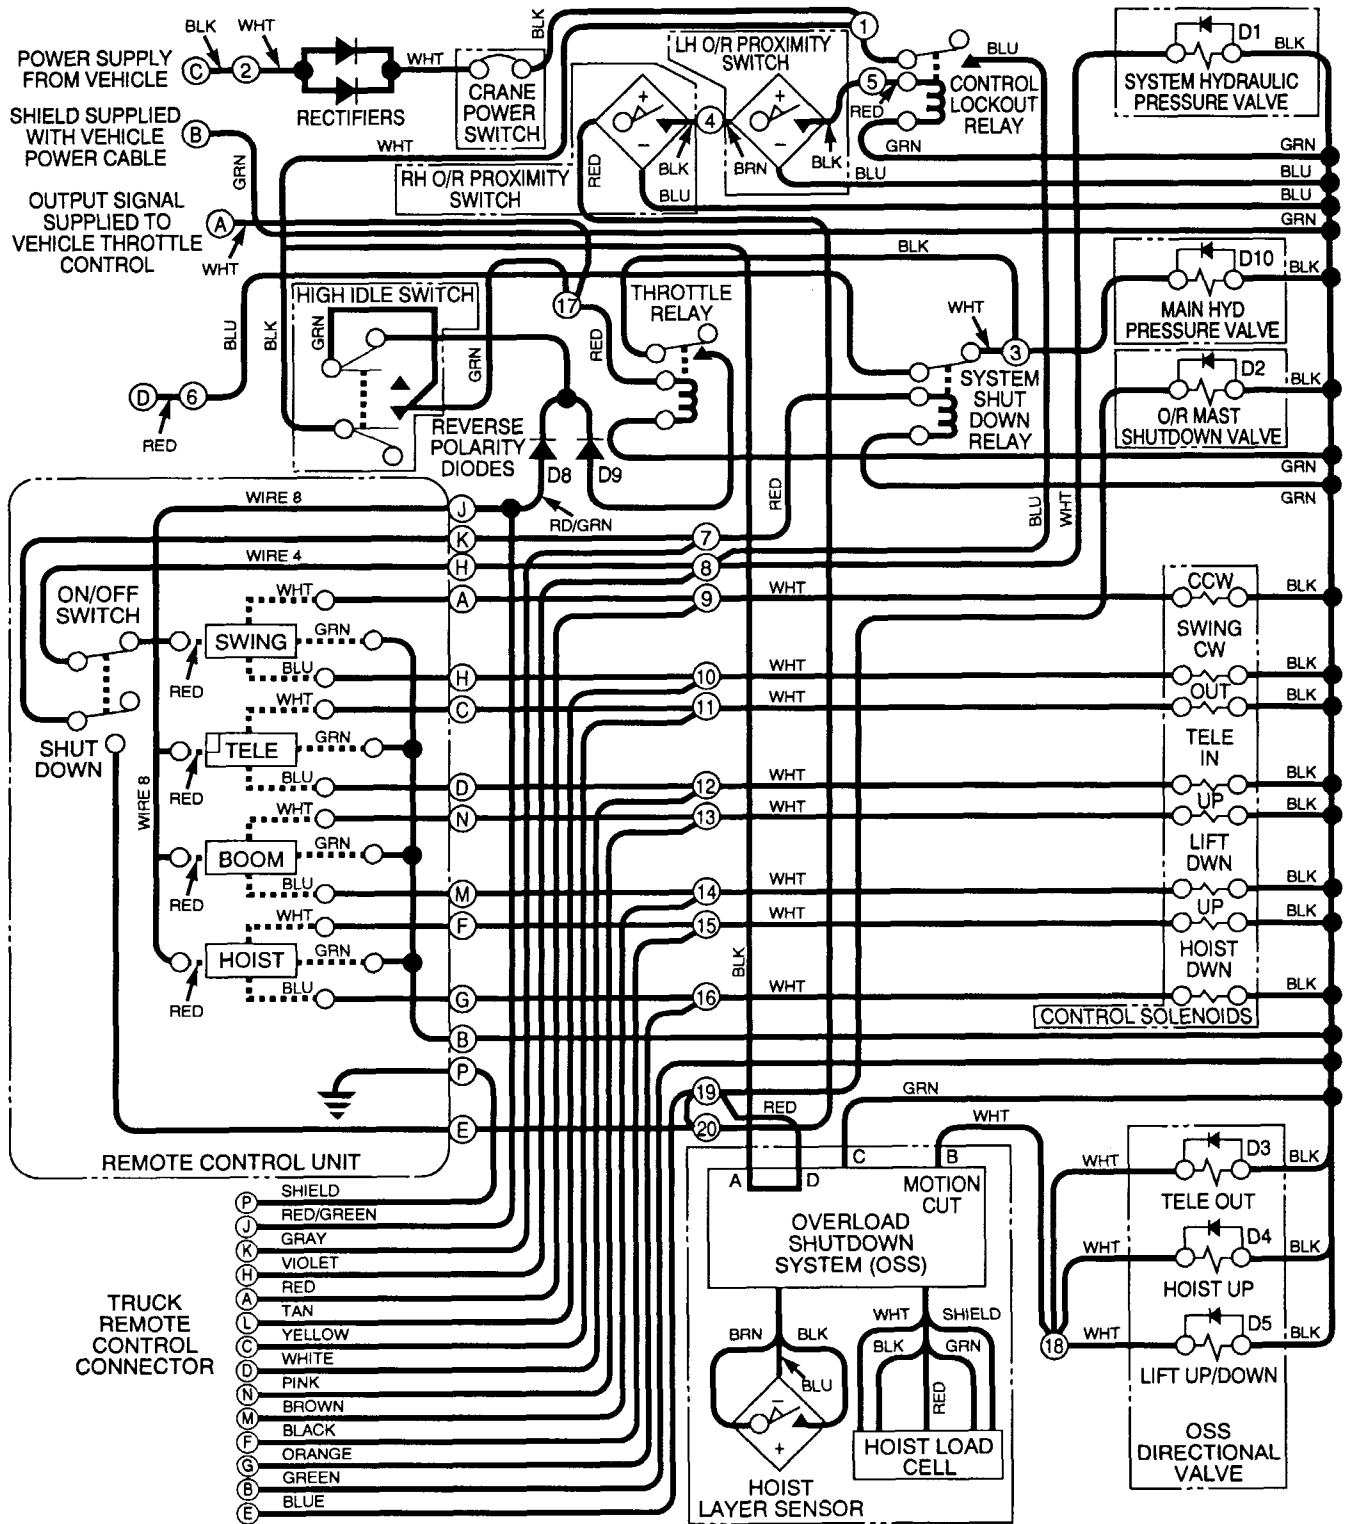 BLK
WHT
POWER SUPPLY
FROM VEHICLE
C
2
RECTIFIERS
WHT
CRANE
POWER
SWITCH
BLK
1
LH O/R PROXIMITY
SWITCH
5
RED
BLU
CONTROL
LOCKOUT
RELAY
GRN
D1
BLK
SYSTEM HYDRAULIC
PRESSURE VALVE
SHIELD SUPPLIED
WITH VEHICLE
POWER CABLE
B
GRN
WHT
RH O/R PROXIMITY
SWITCH
RED
+
-
4
BLK
BLU
+
-
BRN
BLK
BLU
GRN
BLU
BLU
GRN
OUTPUT SIGNAL
SUPPLIED TO
VEHICLE THROTTLE
CONTROL
A
WHT
BLK
HIGH IDLE SWITCH
GRN
BLU
BLK
GRN
17
RED
THROTTLE
RELAY
WHT
3
D10
BLK
MAIN HYD
PRESSURE VALVE
SYSTEM
SHUT
DOWN
RELAY
D2
BLK
O/R MAST
SHUTDOWN VALVE
D
6
RED
REVERSE
POLARITY
DIODES
D8
D9
RD/GRN
RED
BLU
WHT
GRN
GRN
WIRE 8
J
K
7
WIRE 4
H
8
ON/OFF
SWITCH
WHT
A
9
WHT
CCW
BLK
SWING
GRN
RED
BLU
H
10
WHT
SWING
CW
BLK
WHT
C
11
WHT
OUT
BLK
SHUT
DOWN
WIRE 8
TELE
GRN
RED
BLU
D
12
WHT
TELE
IN
BLK
WHT
N
13
WHT
UP
BLK
BOOM
GRN
RED
BLU
M
14
WHT
LIFT
DWN
BLK
WHT
F
15
WHT
UP
BLK
HOIST
GRN
RED
BLU
G
16
WHT
BLK
HOIST
DWN
BLK
CONTROL SOLENOIDS
B
P
19
RED
GRN
WHT
E
20
REMOTE CONTROL UNIT
A
D
C
B
MOTION
CUT
OVERLOAD
SHUTDOWN
SYSTEM (OSS)
WHT
D3
BLK
TELE OUT
WHT
D4
BLK
HOIST UP
18
WHT
D5
BLK
LIFT UP/DOWN
OSS
DIRECTIONAL
VALVE
TRUCK
REMOTE
CONTROL
CONNECTOR
P SHIELD
J RED/GREEN
K GRAY
H VIOLET
A RED
L TAN
C YELLOW
D WHITE
N PINK
M BROWN
F BLACK
G ORANGE
B GREEN
E BLUE
BRN
BLK
BLU
-
+
HOIST
LAYER SENSOR
WHT
SHIELD
BLK
GRN
RED
HOIST LOAD
CELL